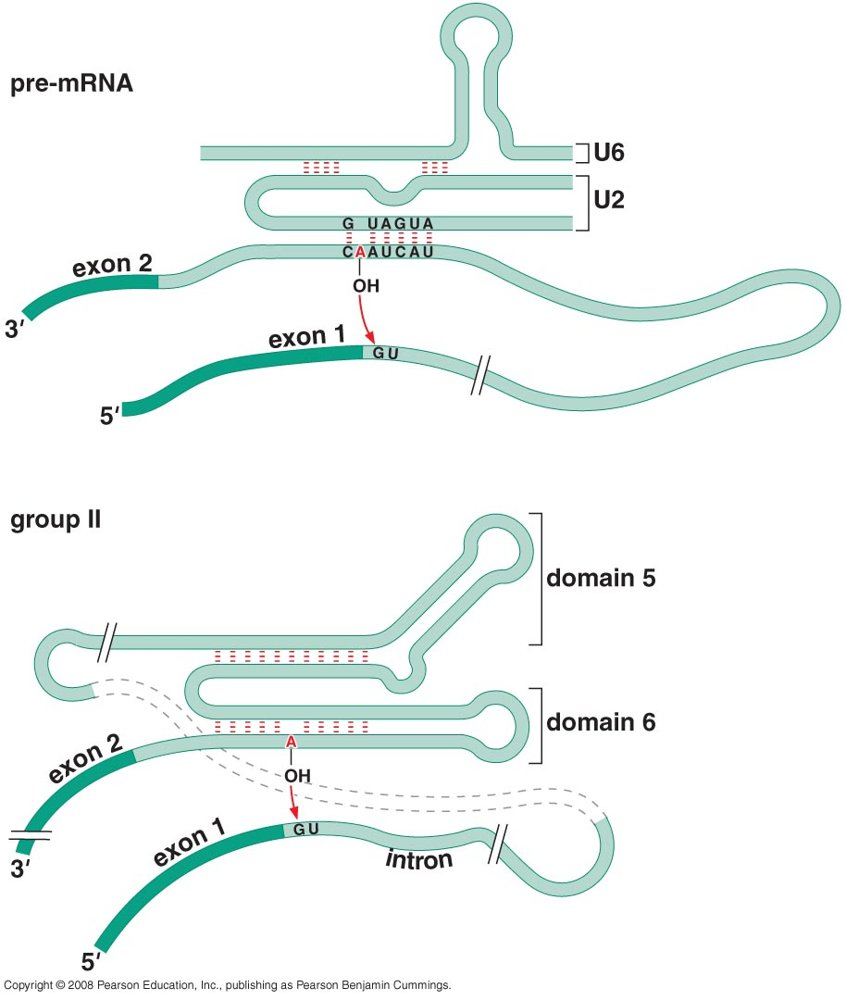 pre-mRNA
U6
U2
G UAGUA
CAAUCAU
exon 2
OH
3′
exon 1
GU
5′
group II
domain 5
domain 6
A
exon 2
OH
exon 1
GU
intron
3′
5′
Copyright © 2008 Pearson Education, Inc., publishing as Pearson Benjamin Cummings.